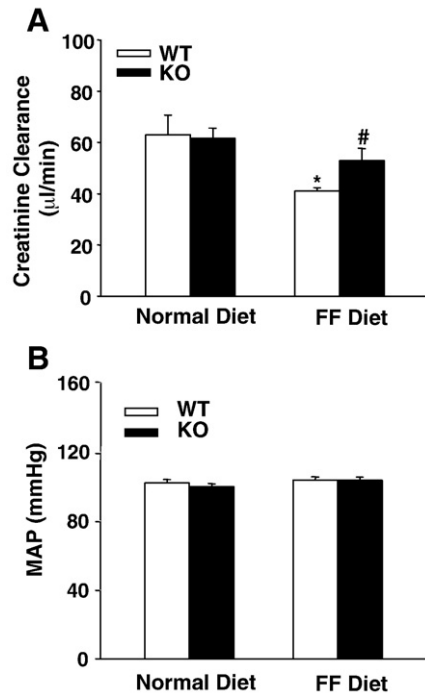 A
100
WT
KO
80
60
40
20
0
Creatinine Clearance
(µl/min)
*
#
Normal Diet
FF Diet
B
160
WT
KO
120
80
40
0
MAP (mmHg)
Normal Diet
FF Diet